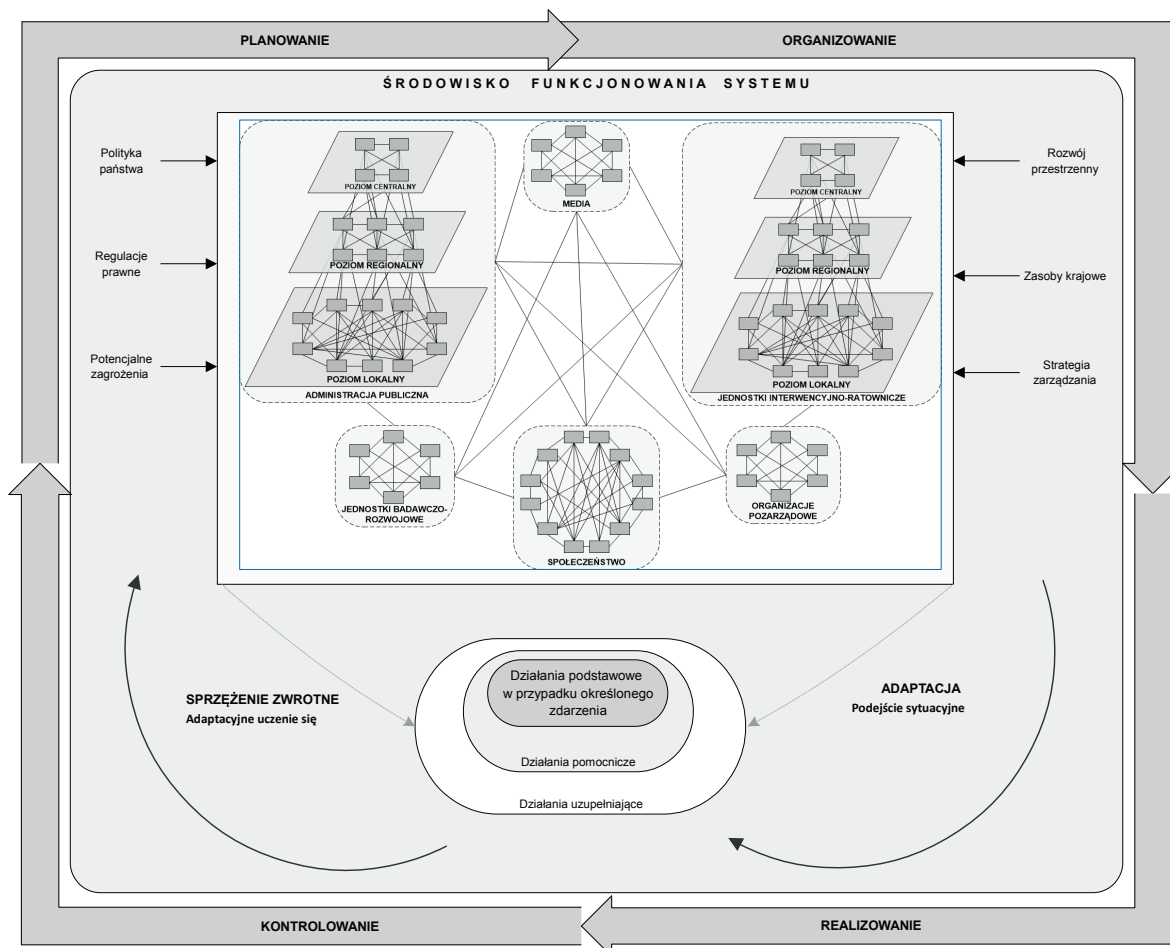 PLANOWANIE
ORGANIZOWANIE
ŚRODOWISKO FUNKCJONOWANIA SYSTEMU
Polityka
państwa
Regulacje
prawne
Potencjalne
zagrożenia
POZIOM CENTRALNY
POZIOM REGIONALNY
POZIOM LOKALNY
ADMINISTRACJA PUBLICZNA
MEDIA
POZIOM CENTRALNY
POZIOM REGIONALNY
POZIOM LOKALNY
JEDNOSTKI INTERWENCYJNO-RATOWNICZE
Rozwój
przestrzenny
Zasoby krajowe
Strategia
zarządzania
JEDNOSTKI BADAWCZO-
ROZWOJOWE
SPOŁECZEŃSTWO
ORGANIZACJE
POZARZĄDOWE
SPRZĘŻENIE ZWROTNE
Adaptacyjne uczenie się
Działania podstawowe
w przypadku określonego
zdarzenia
Działania pomocnicze
Działania uzupełniające
ADAPTACJA
Podejście sytuacyjne
KONTROLOWANIE
REALIZOWANIE